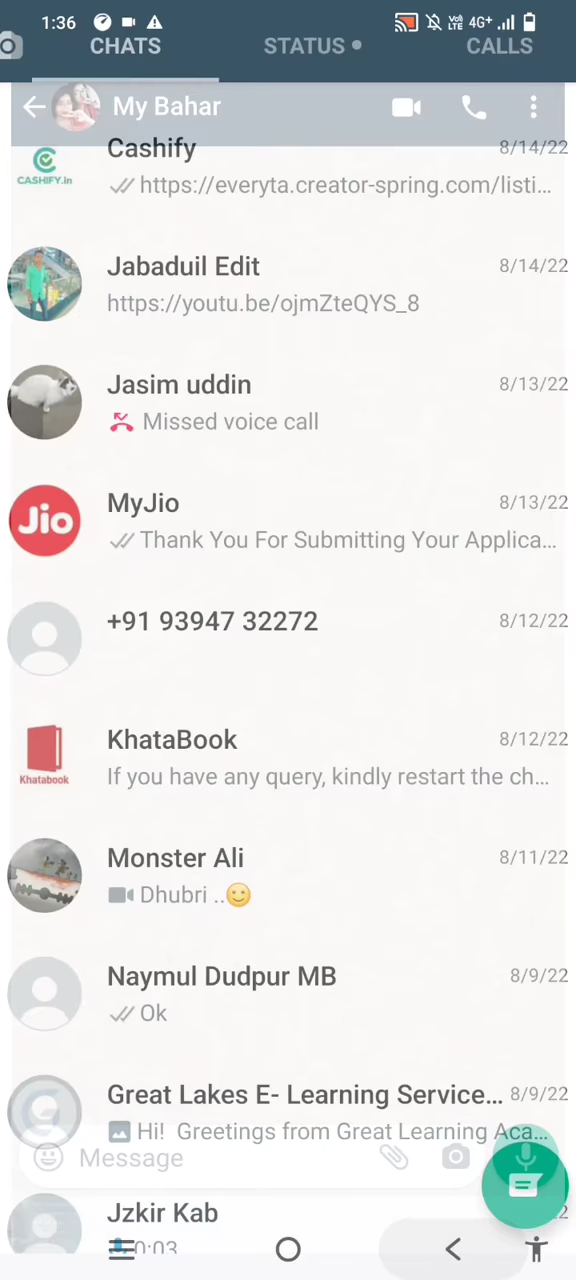 1:36 4G+
VoI) LTE
CHATS STATUS CALLS
My Bahar
Cashify 8/14/22
CASHIFY.in https://everyta.creator-spring.com/listi...
Jabaduil Edit 8/14/22
https://youtu.be/ojmZteQYS_8
Jasim uddin 8/13/22
Missed voice call
MyJio 8/13/22
Jio Thank You For Submitting Your Applica...
+91 93947 32272 8/12/22
KhataBook 8/12/22
Khatabook If you have any query, kindly restart the ch...
Monster Ali 8/11/22
Dhubri ..🙂
Naymul Dudpur MB 8/9/22
Ok
Great Lakes E- Learning Service... 8/9/22
Hi! Greetings from Great Learning Aca...
Message
Jzkir Kab
0:03